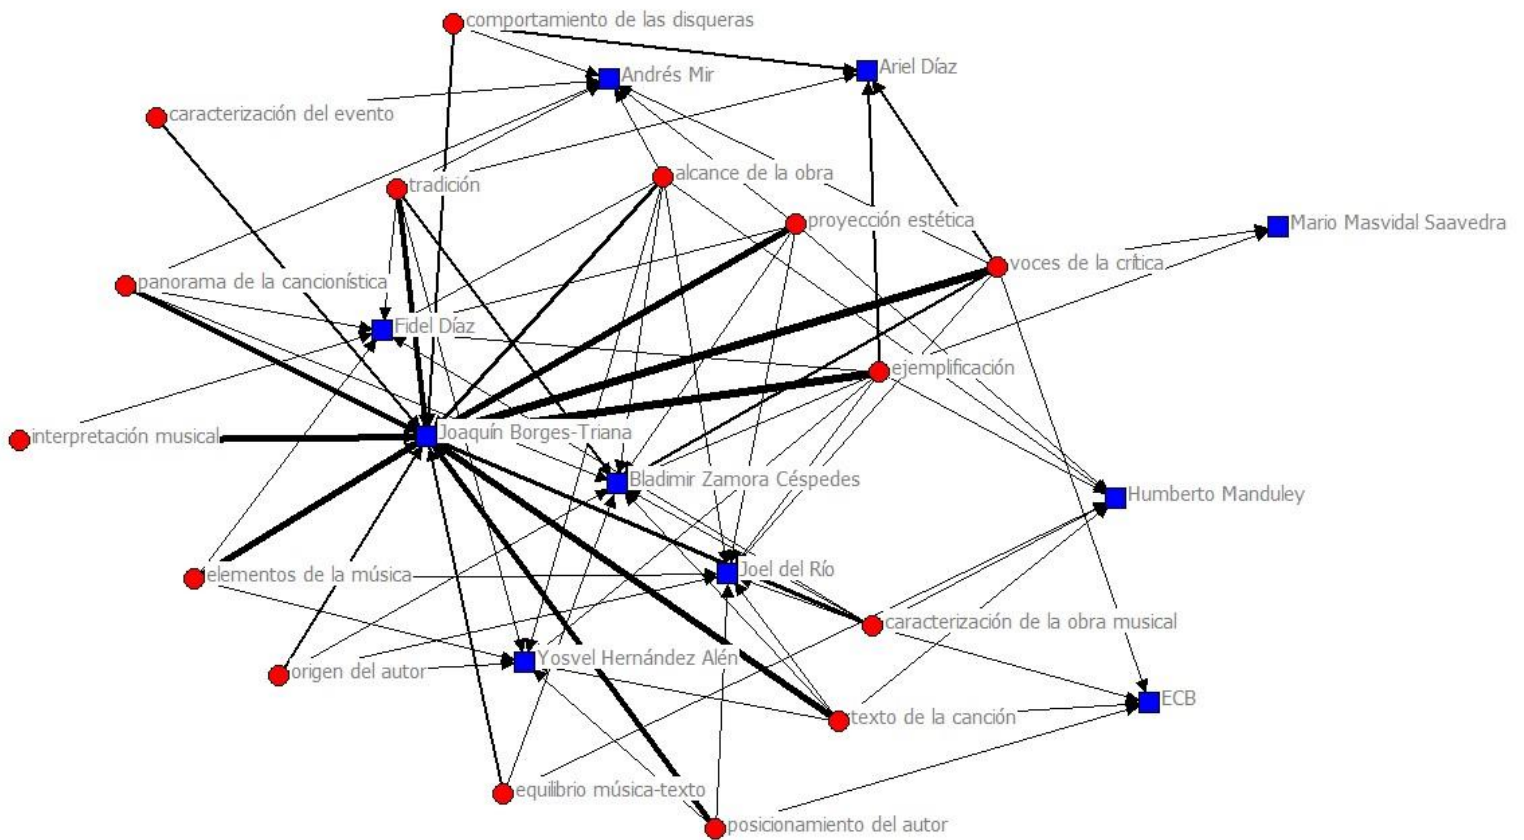 comportamiento de las disqueras
Ariel Díaz
Andrés Mir
caracterización del evento
alcance de la obra
tradición
proyección estética
Mario Masvidal Saavedra
voces de la crítica
panorama de la cancionística
Fidel Díaz
ejemplificación
Joaquín Borges-Triana
interpretación musical
Bladimir Zamora Céspedes
Humberto Manduley
Joel del Río
elementos de la música
caracterización de la obra musical
Yosvel Hernández Alén
origen del autor
ECB
texto de la canción
equilibrio música-texto
posicionamiento del autor